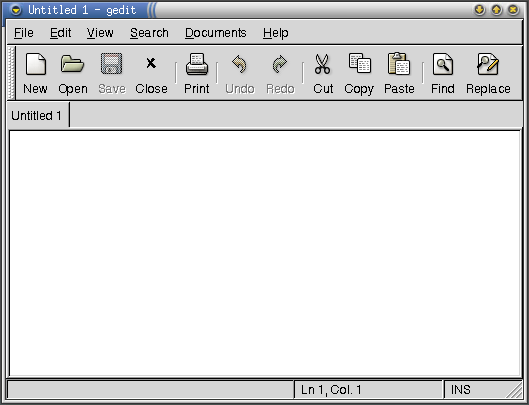 Untitled 1 - gedit
File Edit View Search Documents Help
New Open Save Close Print Undo Redo Cut Copy Paste Find Replace
Untitled 1
Ln 1, Col. 1 INS